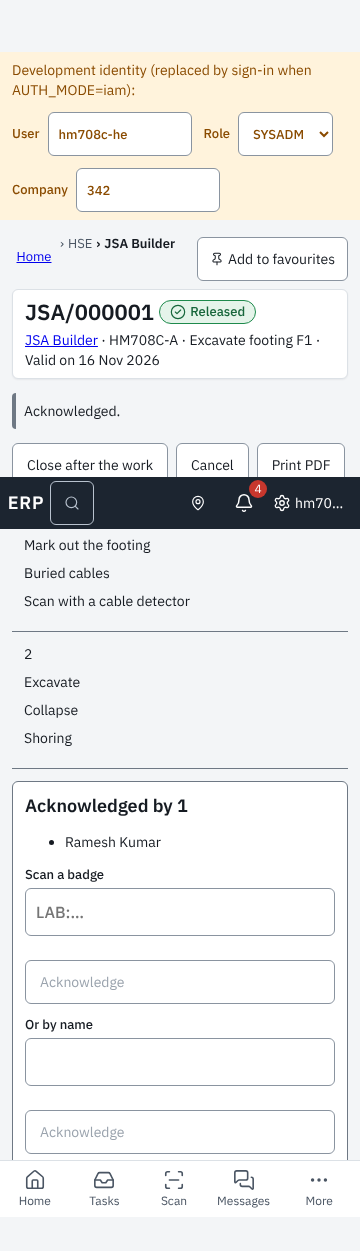 Development identity (replaced by sign-in when
AUTH_MODE=iam):
User hm708c-he Role SYSADM
Company 342
Home › HSE › JSA Builder
Add to favourites
JSA/000001 Released
JSA Builder · HM708C-A · Excavate footing F1 ·
Valid on 16 Nov 2026
Acknowledged.
Close after the work Cancel Print PDF
ERP 4 hm70...
Mark out the footing
Buried cables
Scan with a cable detector
2
Excavate
Collapse
Shoring
Acknowledged by 1
• Ramesh Kumar
Scan a badge
LAB:...
Acknowledge
Or by name
Acknowledge
Home Tasks Scan Messages More